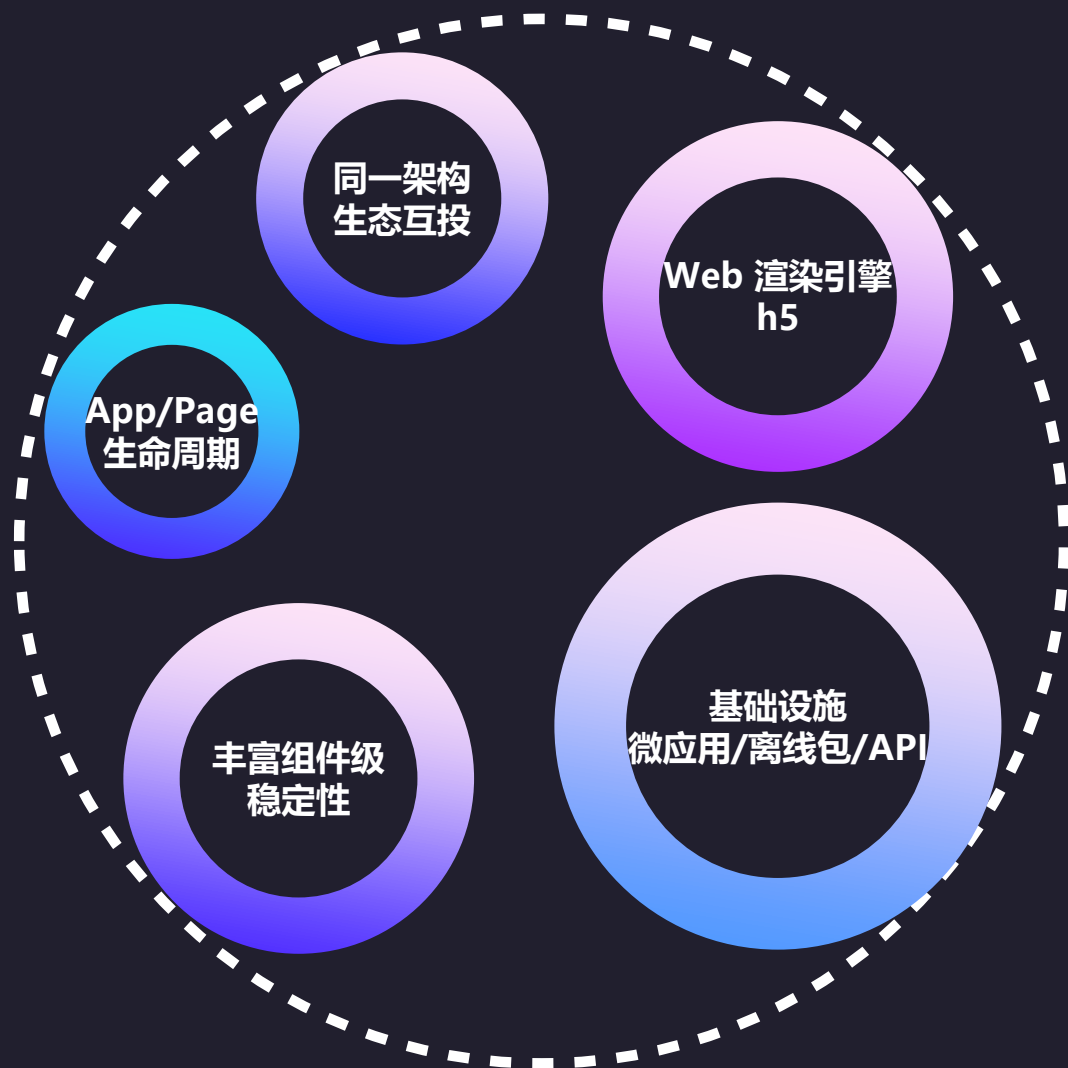 同一架构
生态互投
Web 渲染引擎
h5
App/Page
生命周期
基础设施
微应用/离线包/API
丰富组件级
稳定性